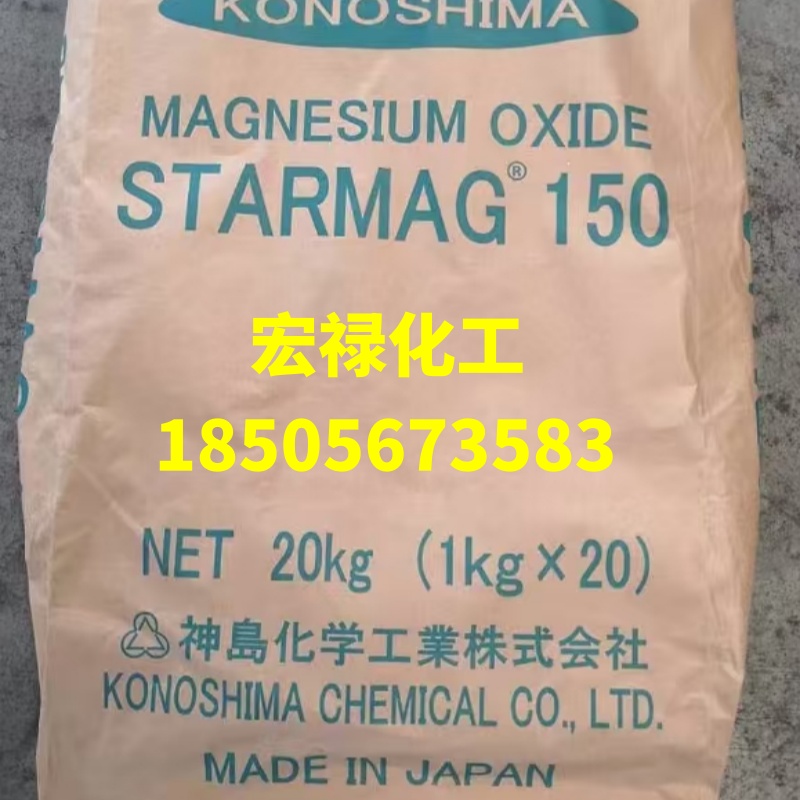 KONOSHIMA
MAGNESIUM OXIDE
STARMAG® 150
宏禄化工
18505673583
NET 20kg (1kg×20)
神島化学工業株式会社
KONOSHIMA CHEMICAL CO., LTD.
MADE IN JAPAN